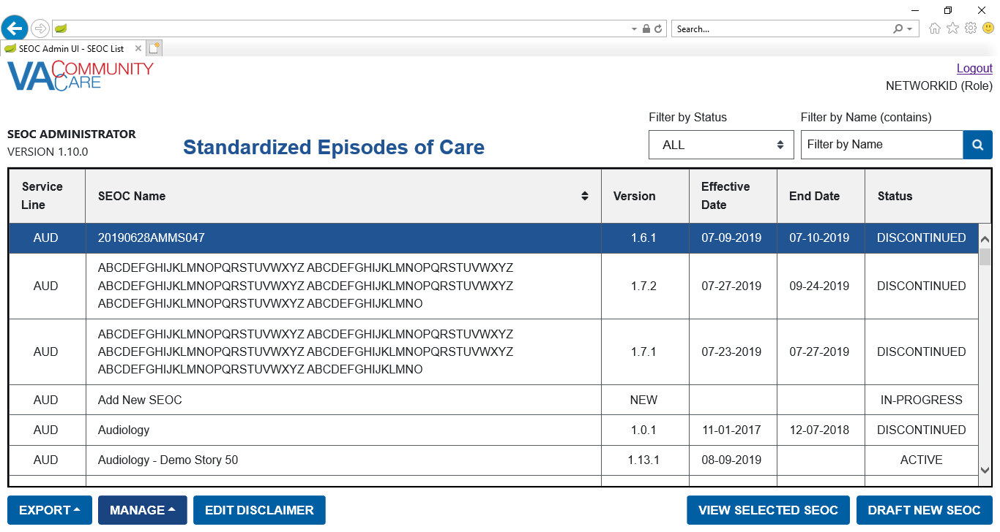 Search...
SEOC Admin UI - SEOC List
VA COMMUNITY CARE
Logout
NETWORKID (Role)
Filter by Status
Filter by Name (contains)
SEOC ADMINISTRATOR
VERSION 1.10.0
Standardized Episodes of Care
ALL
Filter by Name
Service Line
SEOC Name
Version
Effective Date
End Date
Status
AUD 20190628AMMS047 1.6.1 07-09-2019 07-10-2019 DISCONTINUED
ABCDEFGHIJKLMNOPQRSTUVWXYZ ABCDEFGHIJKLMNOPQRSTUVWXYZ
AUD ABCDEFGHIJKLMNOPQRSTUVWXYZ ABCDEFGHIJKLMNOPQRSTUVWXYZ 1.7.2 07-27-2019 09-24-2019 DISCONTINUED
ABCDEFGHIJKLMNOPQRSTUVWXYZ ABCDEFGHIJKLMNO
ABCDEFGHIJKLMNOPQRSTUVWXYZ ABCDEFGHIJKLMNOPQRSTUVWXYZ
AUD ABCDEFGHIJKLMNOPQRSTUVWXYZ ABCDEFGHIJKLMNOPQRSTUVWXYZ 1.7.1 07-23-2019 07-27-2019 DISCONTINUED
ABCDEFGHIJKLMNOPQRSTUVWXYZ ABCDEFGHIJKLMNO
AUD Add New SEOC NEW IN-PROGRESS
AUD Audiology 1.0.1 11-01-2017 12-07-2018 DISCONTINUED
AUD Audiology - Demo Story 50 1.13.1 08-09-2019 ACTIVE
EXPORT
MANAGE
EDIT DISCLAIMER
VIEW SELECTED SEOC
DRAFT NEW SEOC